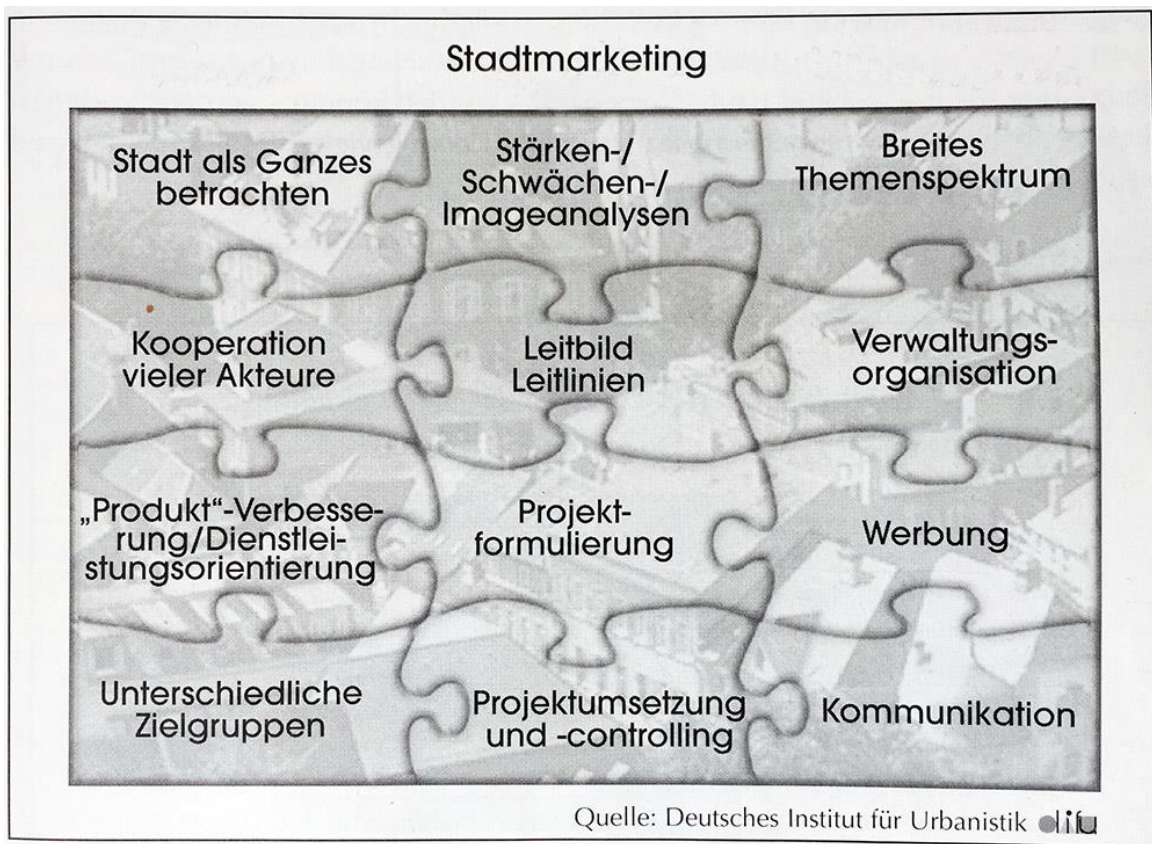 Stadtmarketing
Stadt als Ganzes
betrachten
Stärken-/
Schwächen-/
Imageanalysen
Breites
Themenspektrum
Kooperation
vieler Akteure
Leitbild
Leitlinien
Verwaltungs-
organisation
„Produkt“-Verbesse-
rung/Dienstlei-
stungsorientierung
Projekt-
formulierung
Werbung
Unterschiedliche
Zielgruppen
Projektumsetzung
und -controlling
Kommunikation
Quelle: Deutsches Institut für Urbanistik difu